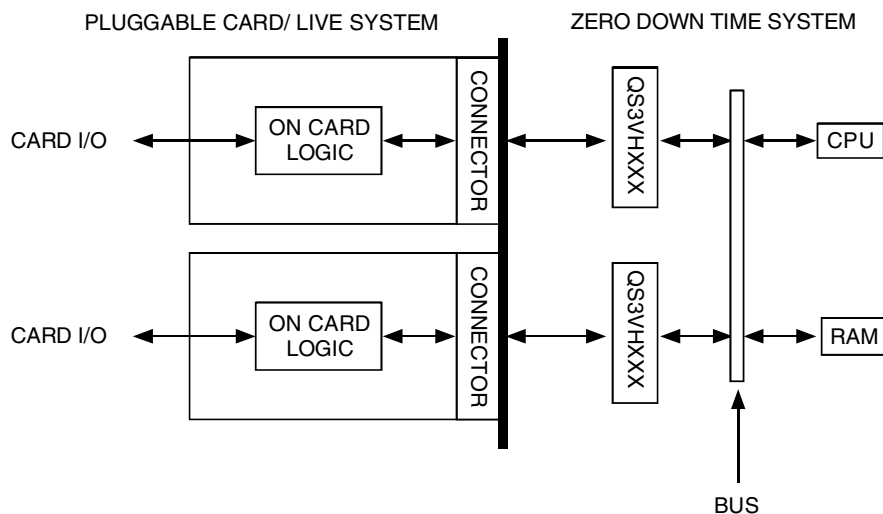 PLUGGABLE CARD/ LIVE SYSTEM
ZERO DOWN TIME SYSTEM
CARD I/O
ON CARD
LOGIC
CONNECTOR
QS3VHXXX
CPU
CARD I/O
ON CARD
LOGIC
CONNECTOR
QS3VHXXX
RAM
BUS